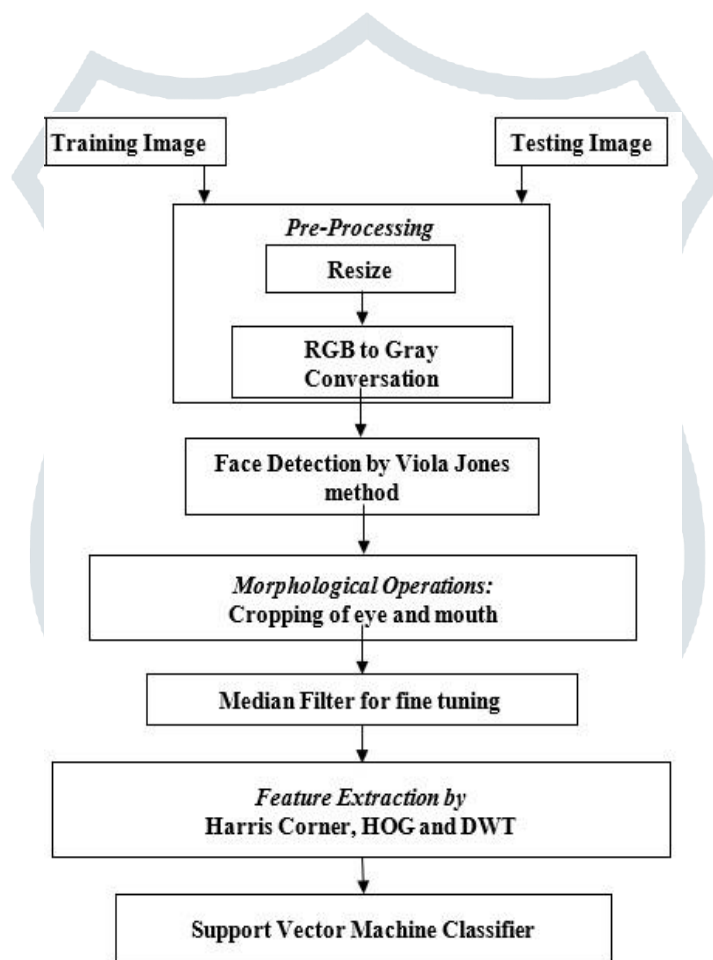 Training Image
Testing Image
Pre-Processing
Resize
RGB to Gray
Conversation
Face Detection by Viola Jones
method
Morphological Operations:
Cropping of eye and mouth
Median Filter for fine tuning
Feature Extraction by
Harris Corner, HOG and DWT
Support Vector Machine Classifier